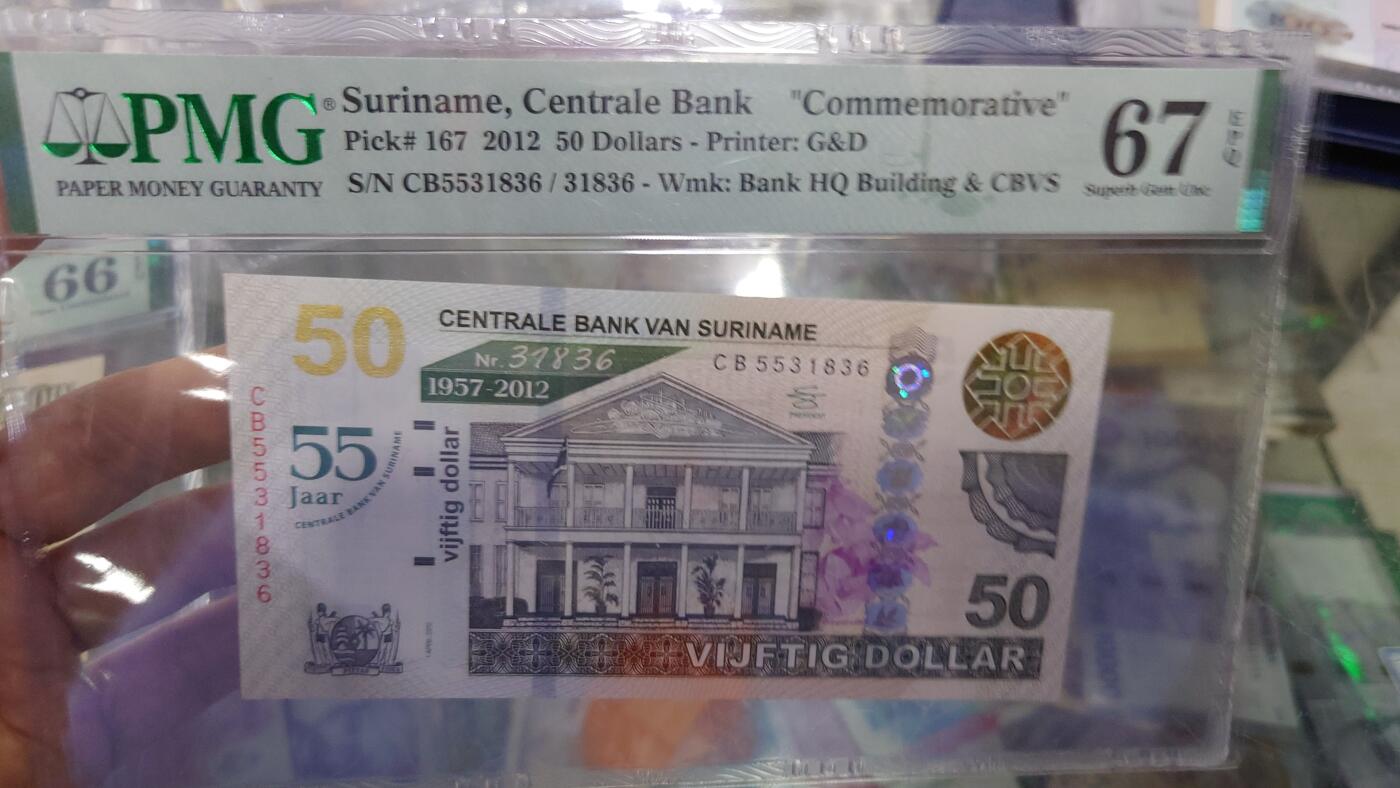 PMG®
PAPER MONEY GUARANTY
Suriname, Centrale Bank "Commemorative"
Pick# 167 2012 50 Dollars - Printer: G&D
S/N CB5531836 / 31836 - Wmk: Bank HQ Building & CBVS
67
EPQ
Superb Gem Unc
66
50
CENTRALE BANK VAN SURINAME
Nr. 31836
CB5531836
1957-2012
PRESIDENT
CB5531836
55
Jaar
CENTRALE BANK VAN SURINAME
vijftig dollar
50
VIJFTIG DOLLAR